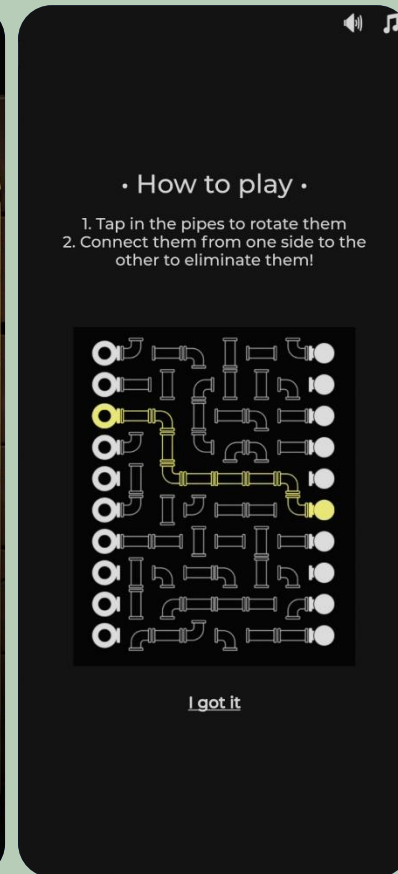 • How to play •
1. Tap in the pipes to rotate them
2. Connect them from one side to the
other to eliminate them!
I got it